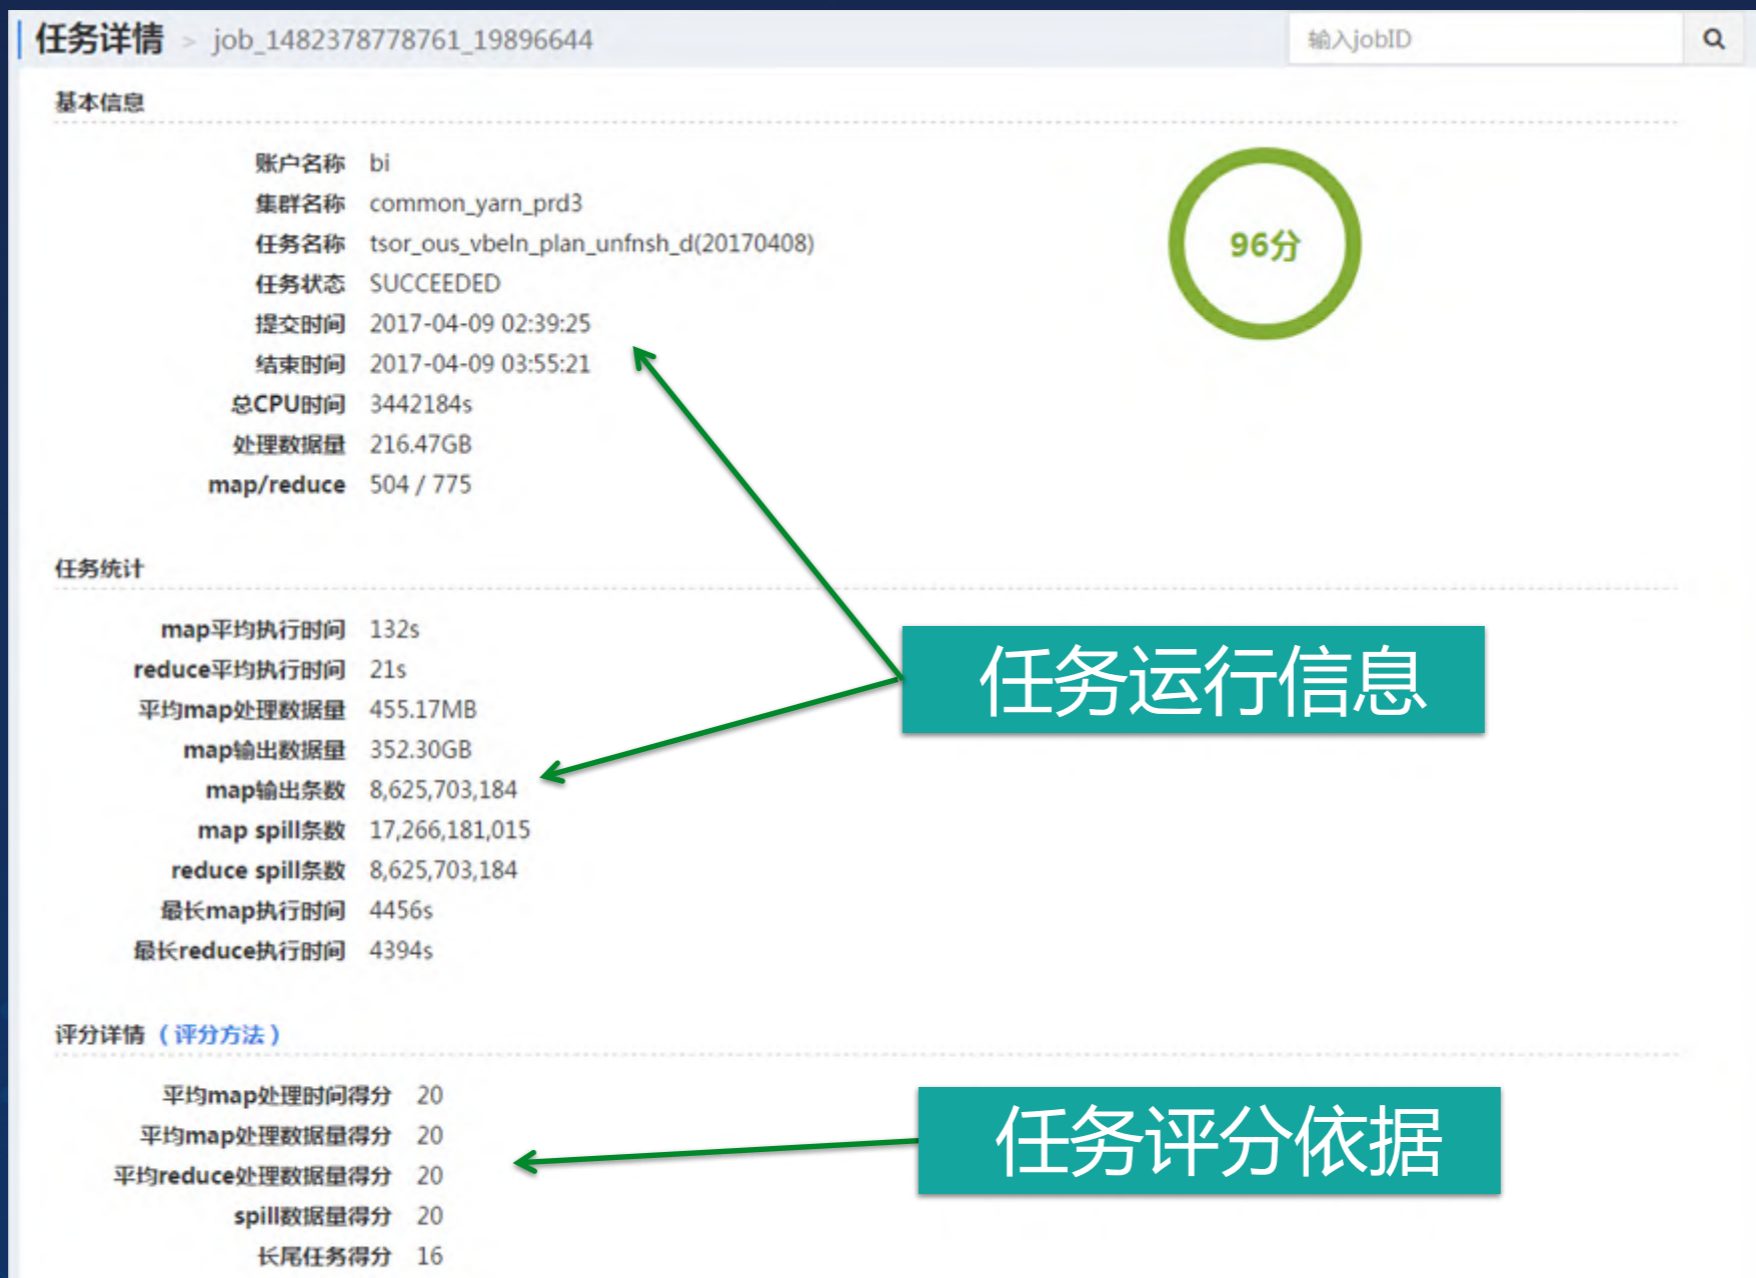 任务详情 > job_1482378778761_19896644 输入jobID
基本信息
账户名称 bi
集群名称 common_yarn_prd3
任务名称 tsor_ous_vbeln_plan_unfnsh_d(20170408)
任务状态 SUCCEEDED
提交时间 2017-04-09 02:39:25
结束时间 2017-04-09 03:55:21
总CPU时间 3442184s
处理数据量 216.47GB
map/reduce 504 / 775
96分
任务统计
map平均执行时间 132s
reduce平均执行时间 21s
平均map处理数据量 455.17MB
map输出数据量 352.30GB
map输出条数 8,625,703,184
map spill条数 17,266,181,015
reduce spill条数 8,625,703,184
最长map执行时间 4456s
最长reduce执行时间 4394s
任务运行信息
评分详情（评分方法）
平均map处理时间得分 20
平均map处理数据量得分 20
平均reduce处理数据量得分 20
spill数据量得分 20
长尾任务得分 16
任务评分依据